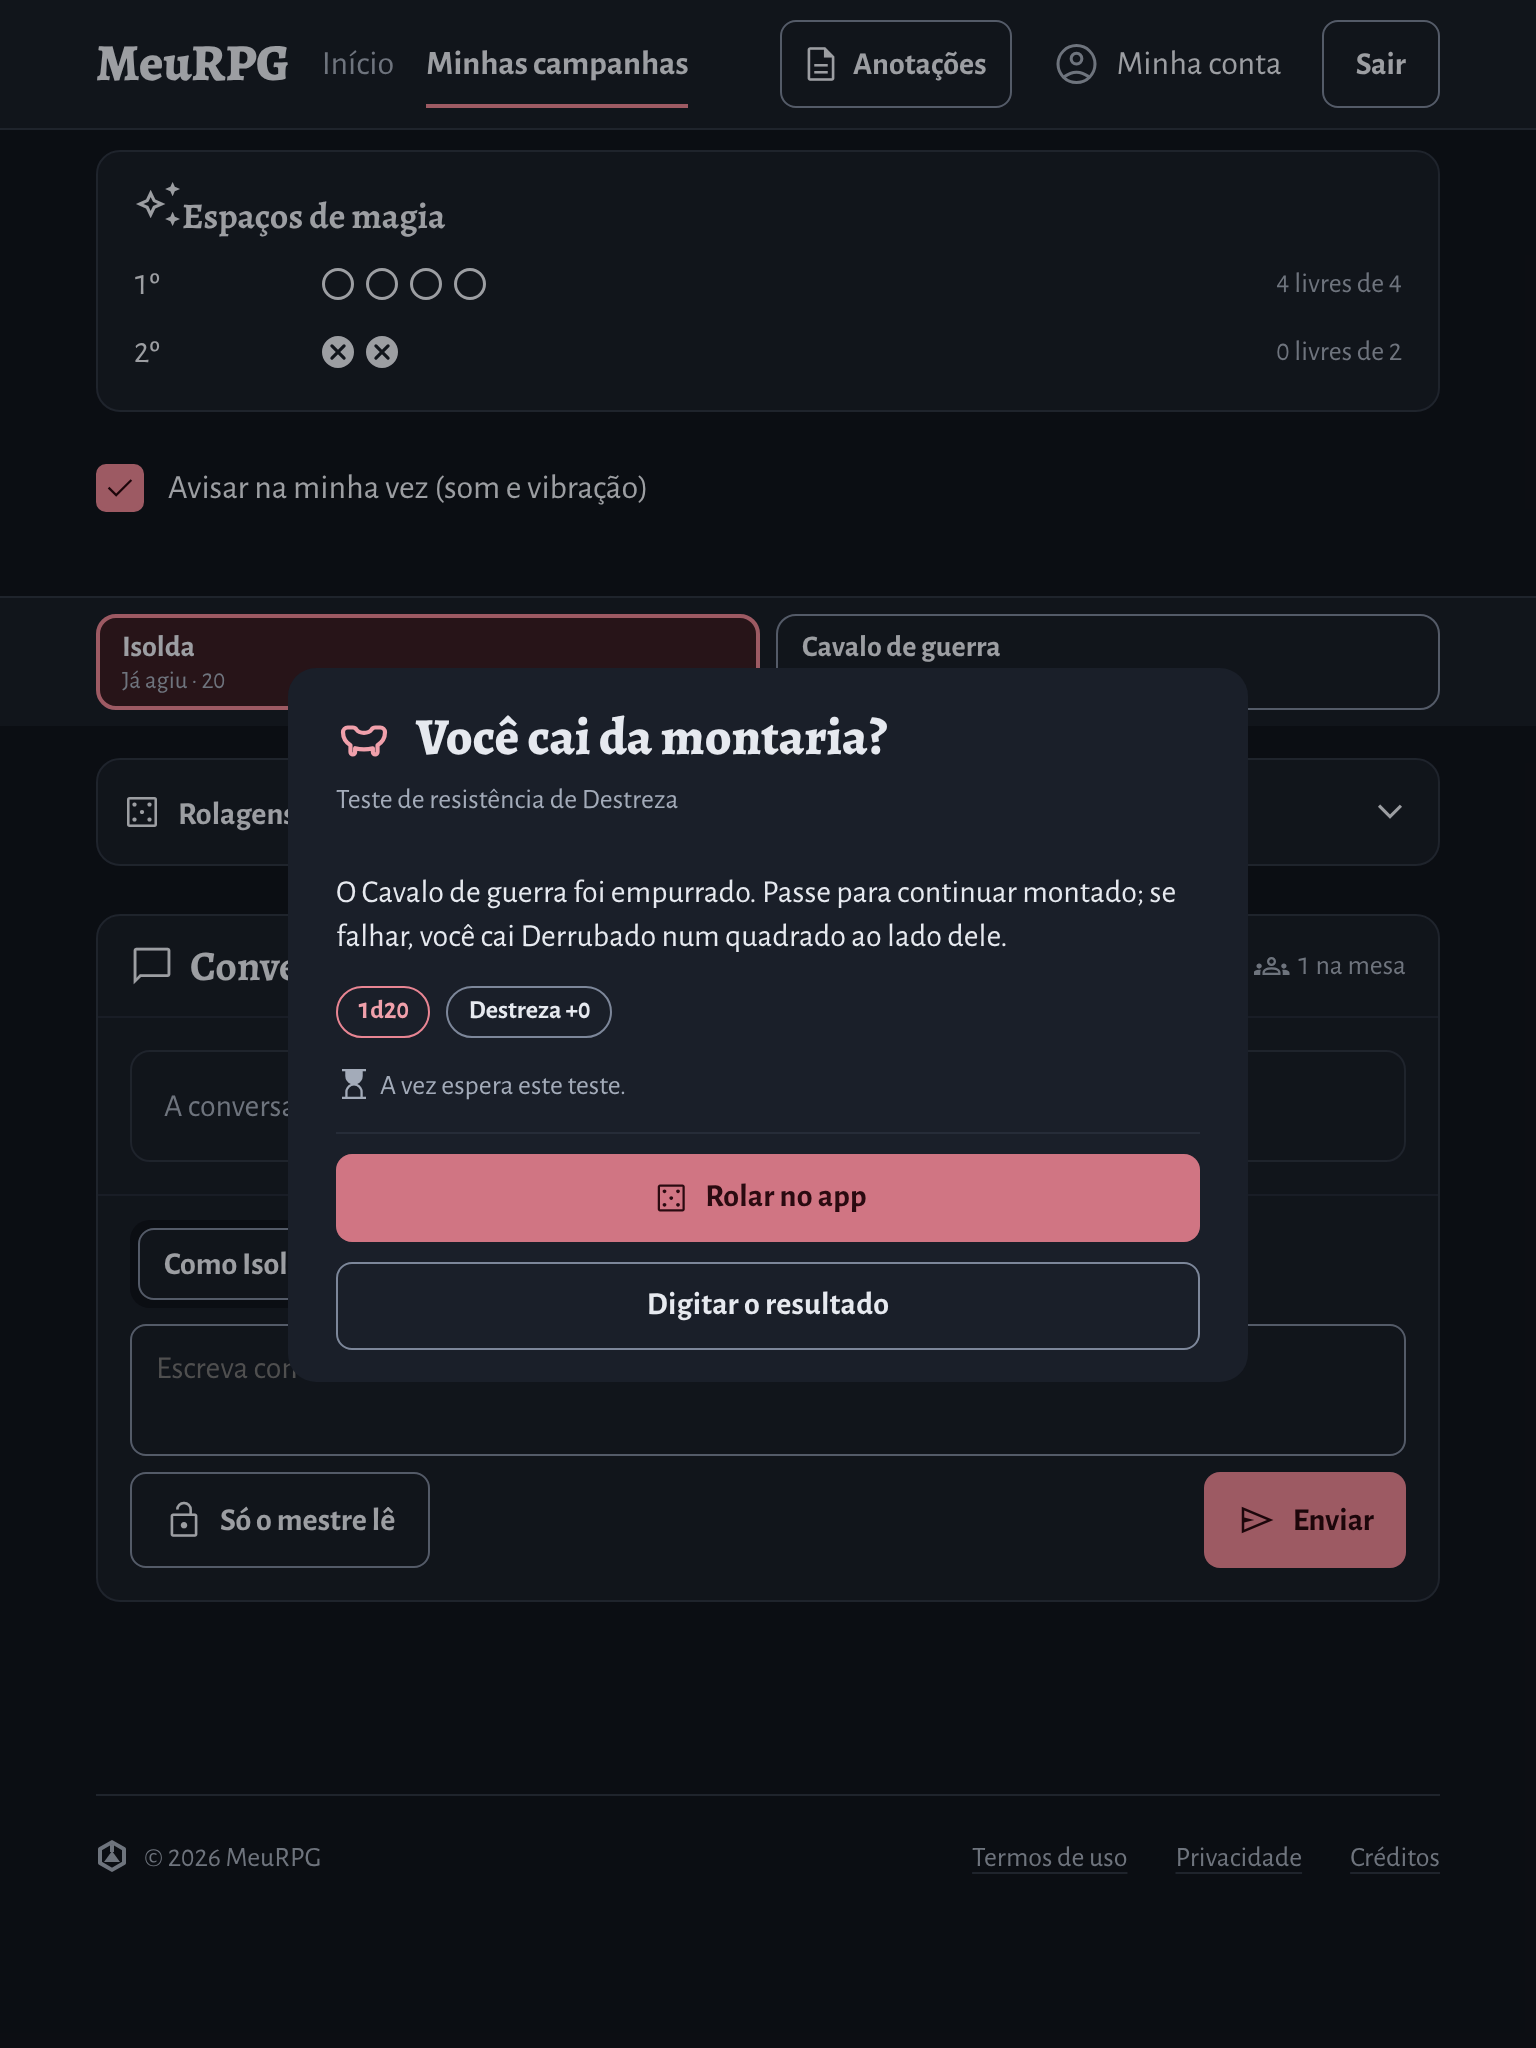 MeuRPG Início Minhas campanhas Anotações Minha conta Sair
Espaços de magia
1º 4 livres de 4
2º 0 livres de 2
Avisar na minha vez (som e vibração)
Isolda
Já agiu · 20
Cavalo de guerra
Você cai da montaria?
Teste de resistência de Destreza
O Cavalo de guerra foi empurrado. Passe para continuar montado; se
falhar, você cai Derrubado num quadrado ao lado dele.
1d20 Destreza +0
A vez espera este teste.
Rolar no app
Digitar o resultado
Rolagens
1 na mesa
A conversa
Como
Escreva
Só o mestre lê
Enviar
© 2026 MeuRPG
Termos de uso Privacidade Créditos